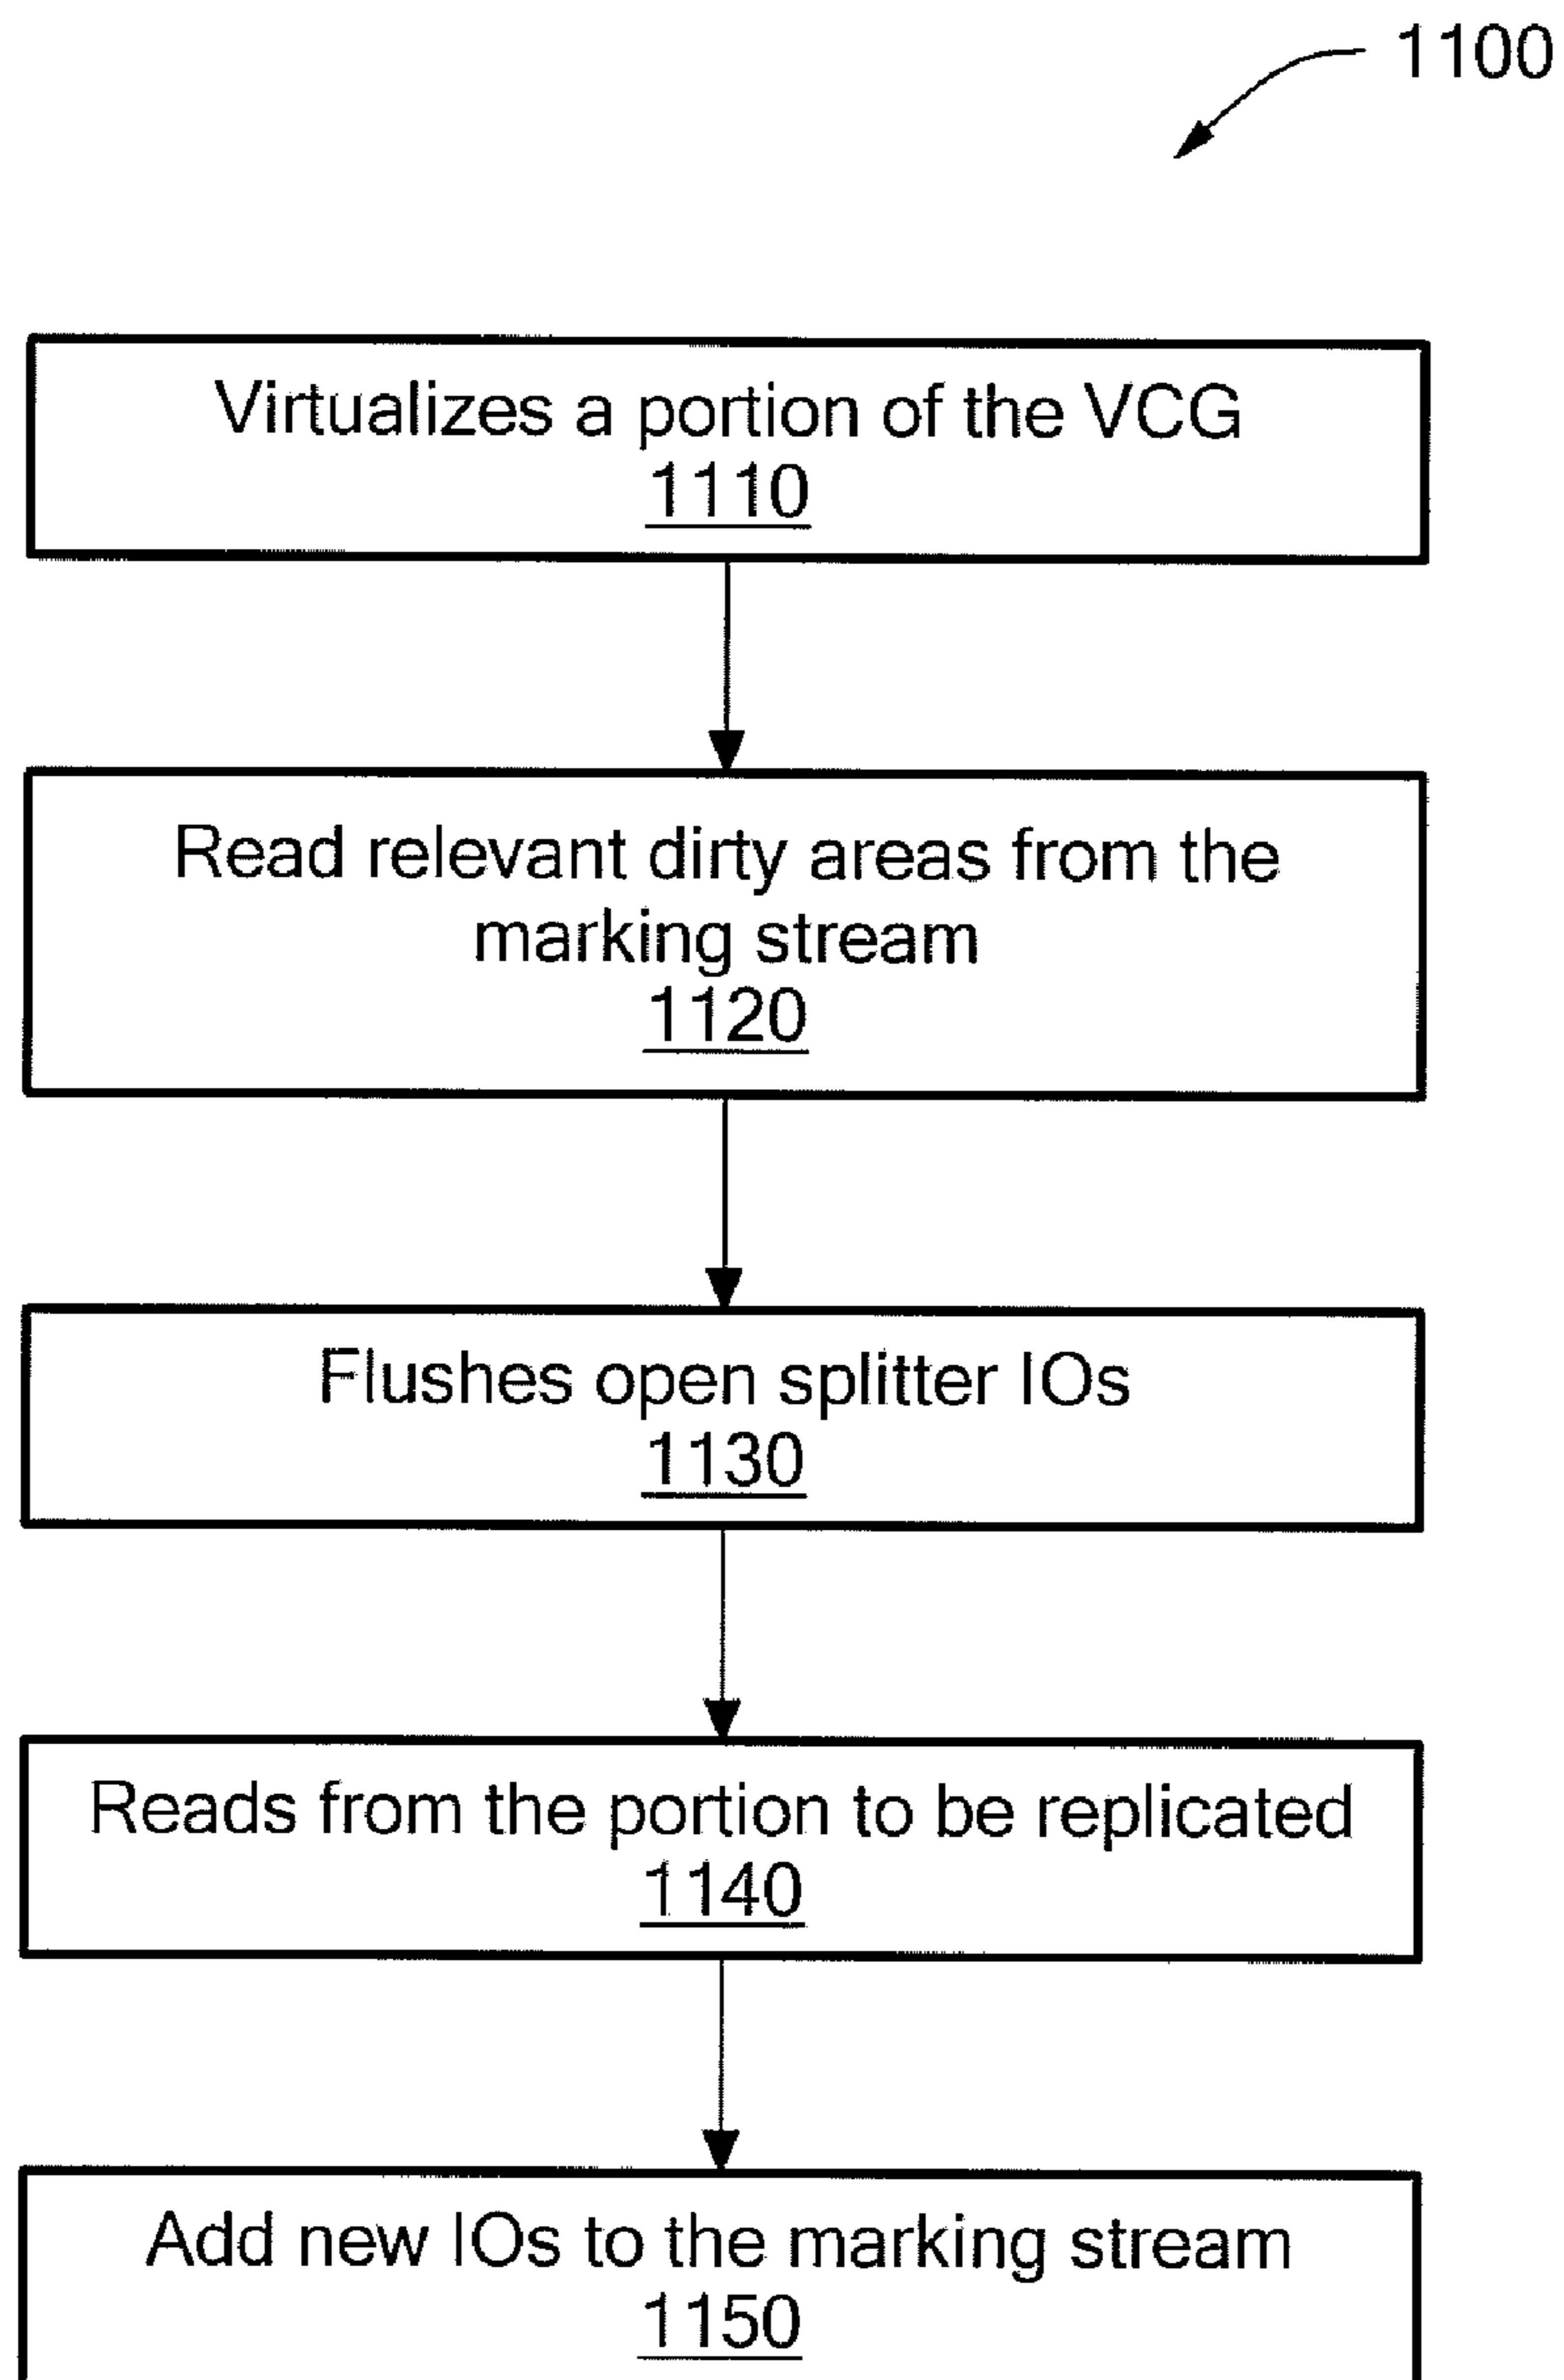 1100
Virtualizes a portion of the VCG
1110
Read relevant dirty areas from the
marking stream
1120
Flushes open splitter IOs
1130
Reads from the portion to be replicated
1140
Add new IOs to the marking stream
1150